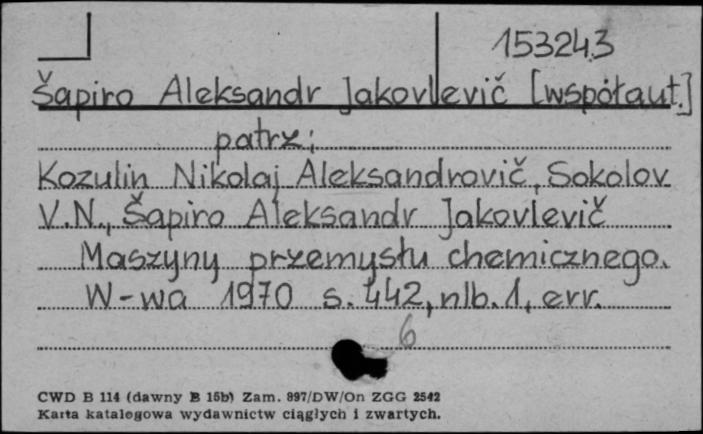 153243
Šapiro Aleksandr Jakovlevič [współaut.]
patrz:
Kozulin Nikolaj Aleksandrovič, Sokolov
V.N., Šapiro Aleksandr Jakovlevič
Maszyny przemysłu chemicznego.
W-wa 1970 s. 442, nlb. 1, err.
6
CWD B 114 (dawny B 15b) Zam. 897/DW/On ZGG 2542
Karta katalogowa wydawnictw ciągłych i zwartych.